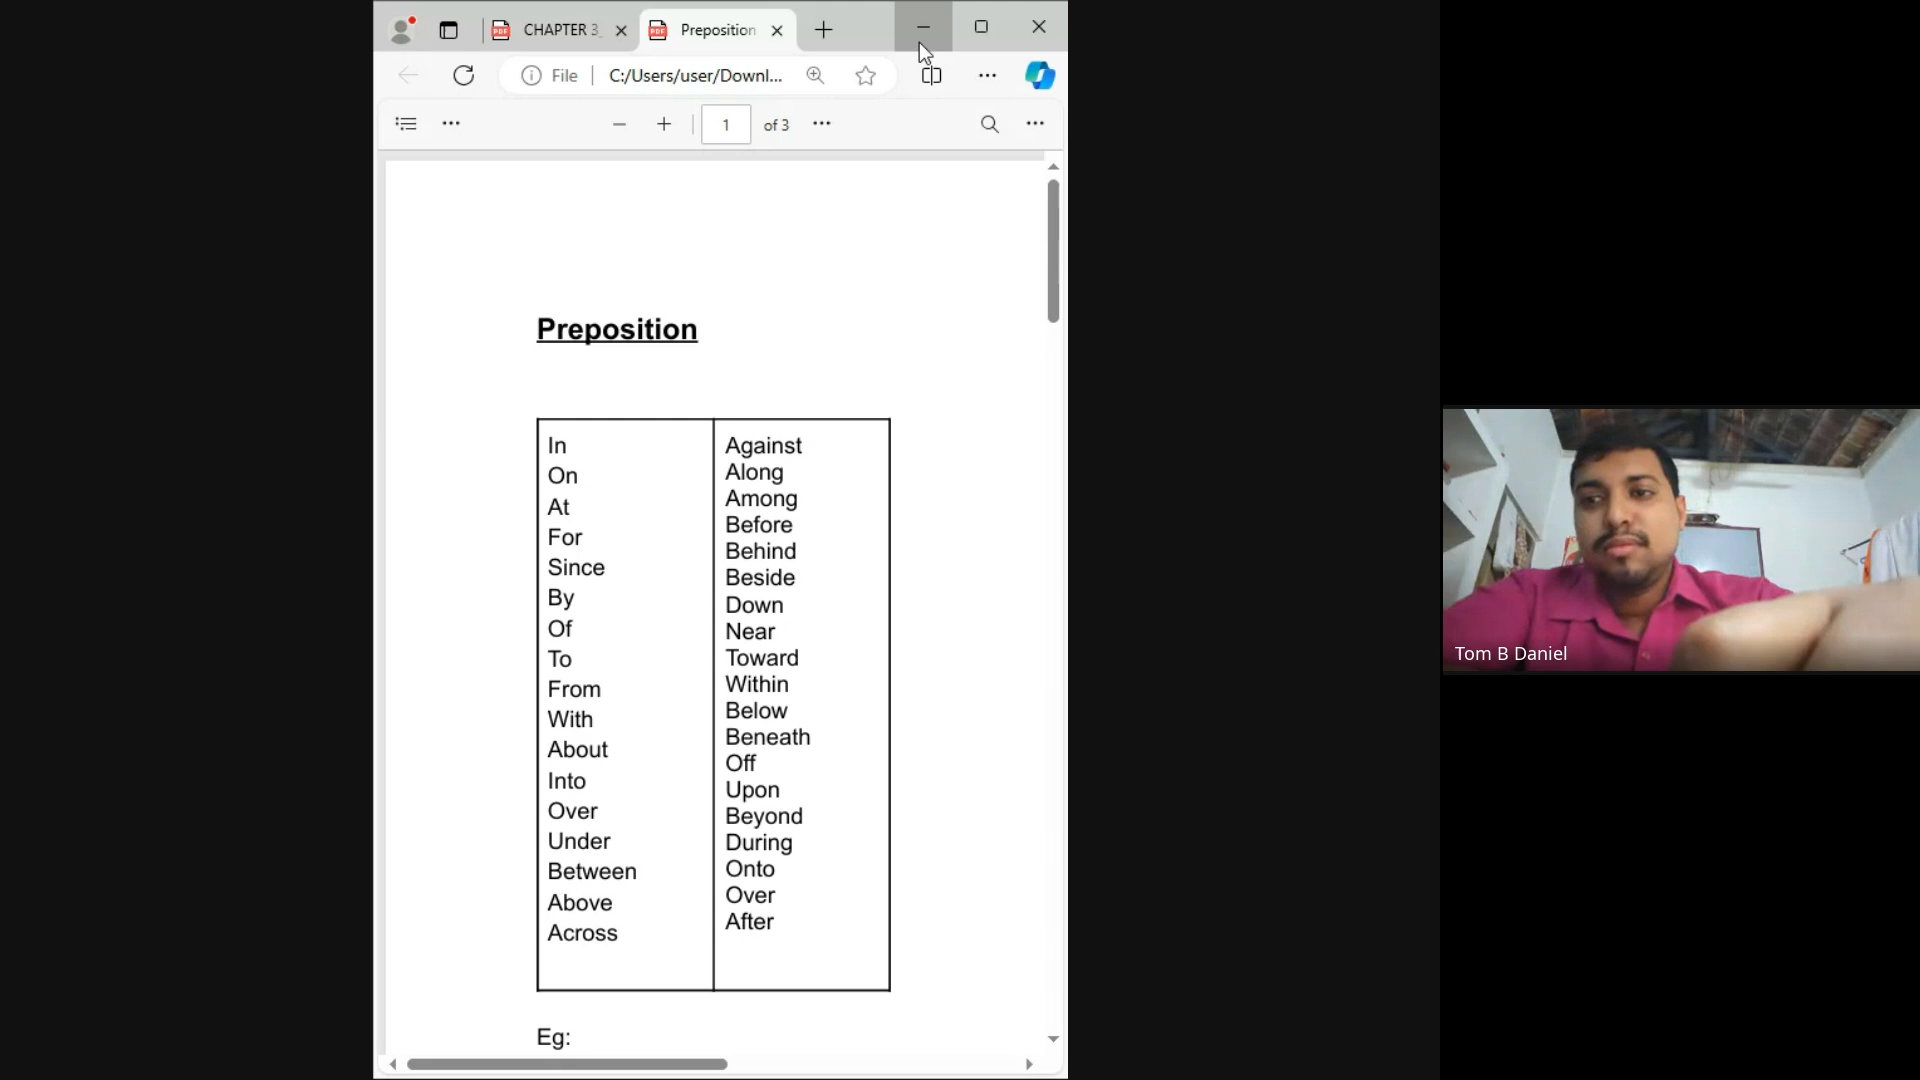 CHAPTER 3_
Preposition
File
C:/Users/user/Downl...
1
of 3
Preposition
In
On
At
For
Since
By
Of
To
From
With
About
Into
Over
Under
Between
Above
Across
Against
Along
Among
Before
Behind
Beside
Down
Near
Toward
Within
Below
Beneath
Off
Upon
Beyond
During
Onto
Over
After
Eg:
Tom B Daniel